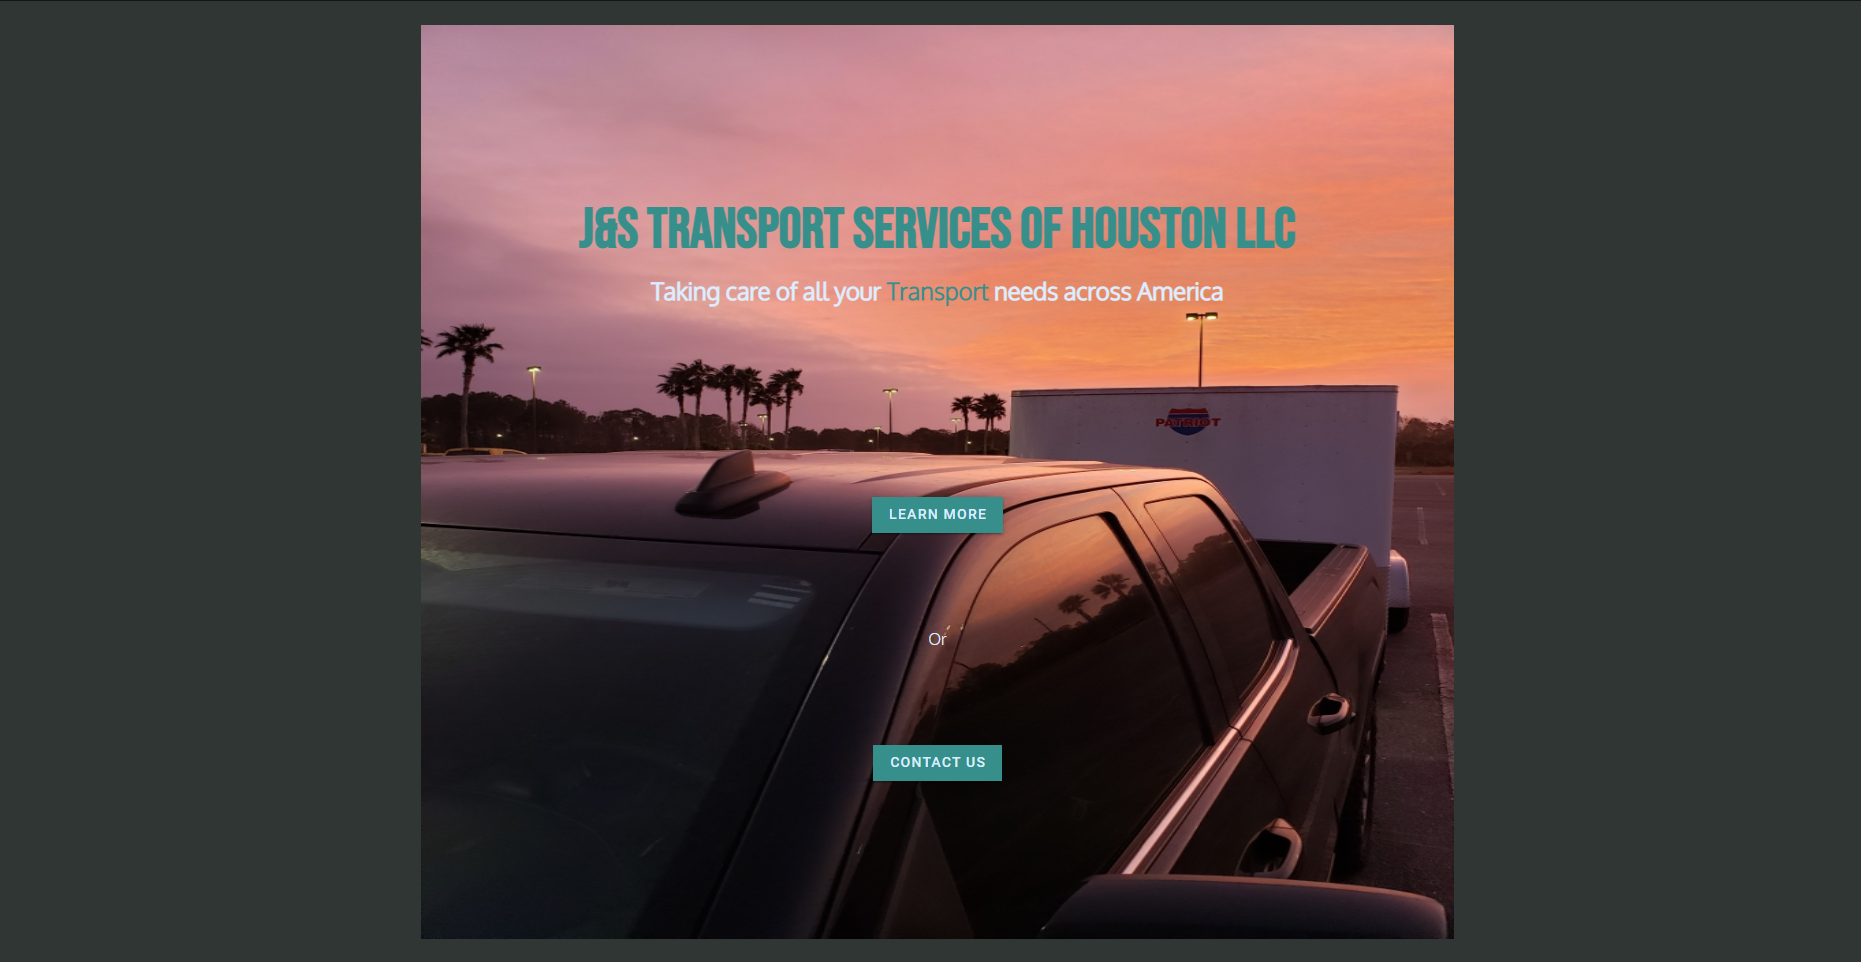 J&S TRANSPORT SERVICES OF HOUSTON LLC
Taking care of all your Transport needs across America
PATRIOT
LEARN MORE
Or
CONTACT US